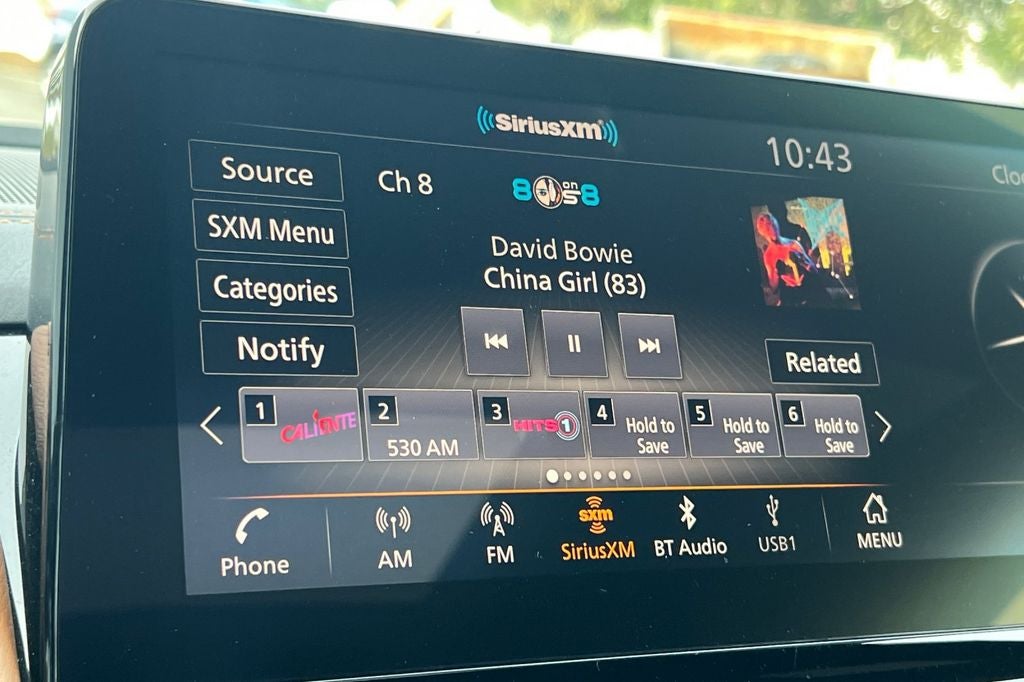 SiriusXM
10:43
Source
Ch 8
80s on 8
SXM Menu
David Bowie
China Girl (83)
Categories
Notify
Related
1
CALIENTE
2
530 AM
3
HITS 1
4
Hold to
Save
5
Hold to
Save
6
Hold to
Save
Phone
AM
FM
sxm
SiriusXM
BT Audio
USB1
MENU